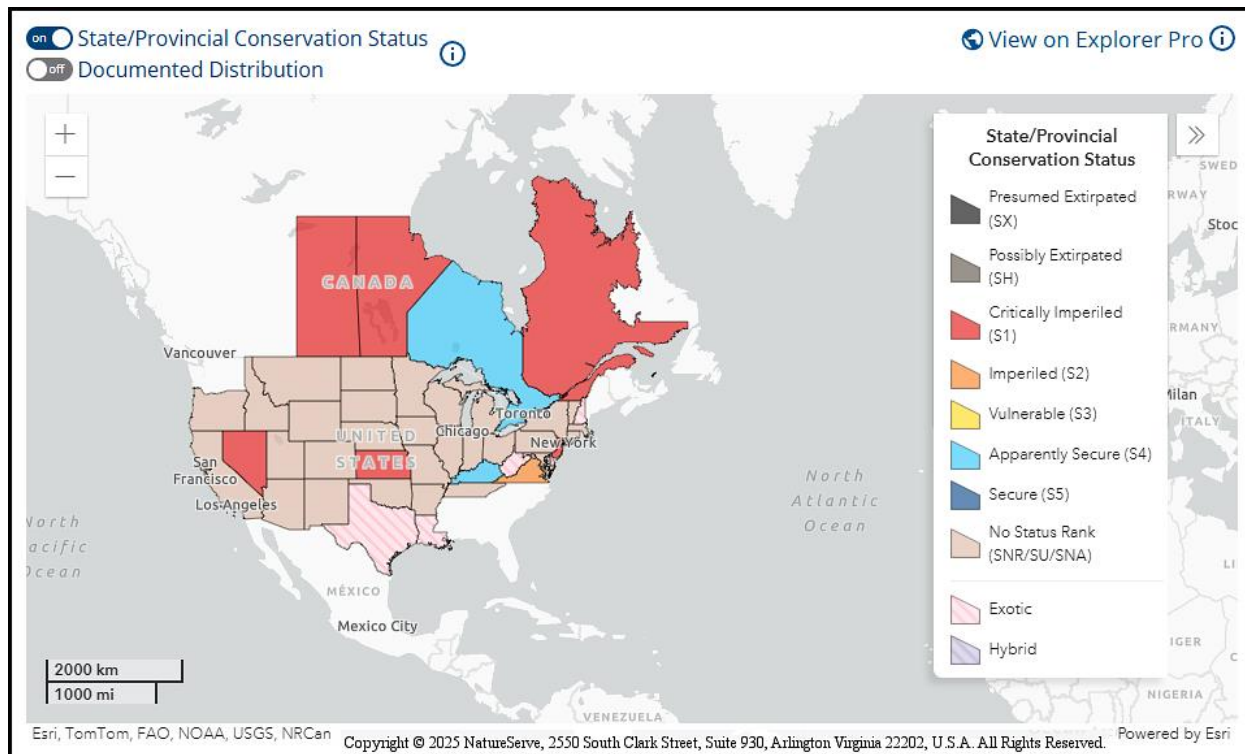 on State/Provincial Conservation Status
off Documented Distribution
View on Explorer Pro
State/Provincial
Conservation Status
Presumed Extirpated
(SX)
Possibly Extirpated
(SH)
Critically Imperiled
(S1)
Imperiled (S2)
Vulnerable (S3)
Apparently Secure (S4)
Secure (S5)
No Status Rank
(SNR/SU/SNA)
Exotic
Hybrid
SWED
RWAY
Stoc
RMANY
Milan
ITALY
LI
IGER
C
NIGERIA
CANADA
Vancouver
Toronto
Chicago
New York
UNITED
STATES
San
Francisco
Los Angeles
North
Atlantic
Ocean
North
acific
Ocean
MÉXICO
Mexico City
VENEZUELA
2000 km
1000 mi
Esri, TomTom, FAO, NOAA, USGS, NRCan
Copyright © 2025 NatureServe, 2550 South Clark Street, Suite 930, Arlington Virginia 22202, U.S.A. All Rights Reserved.
Powered by Esri